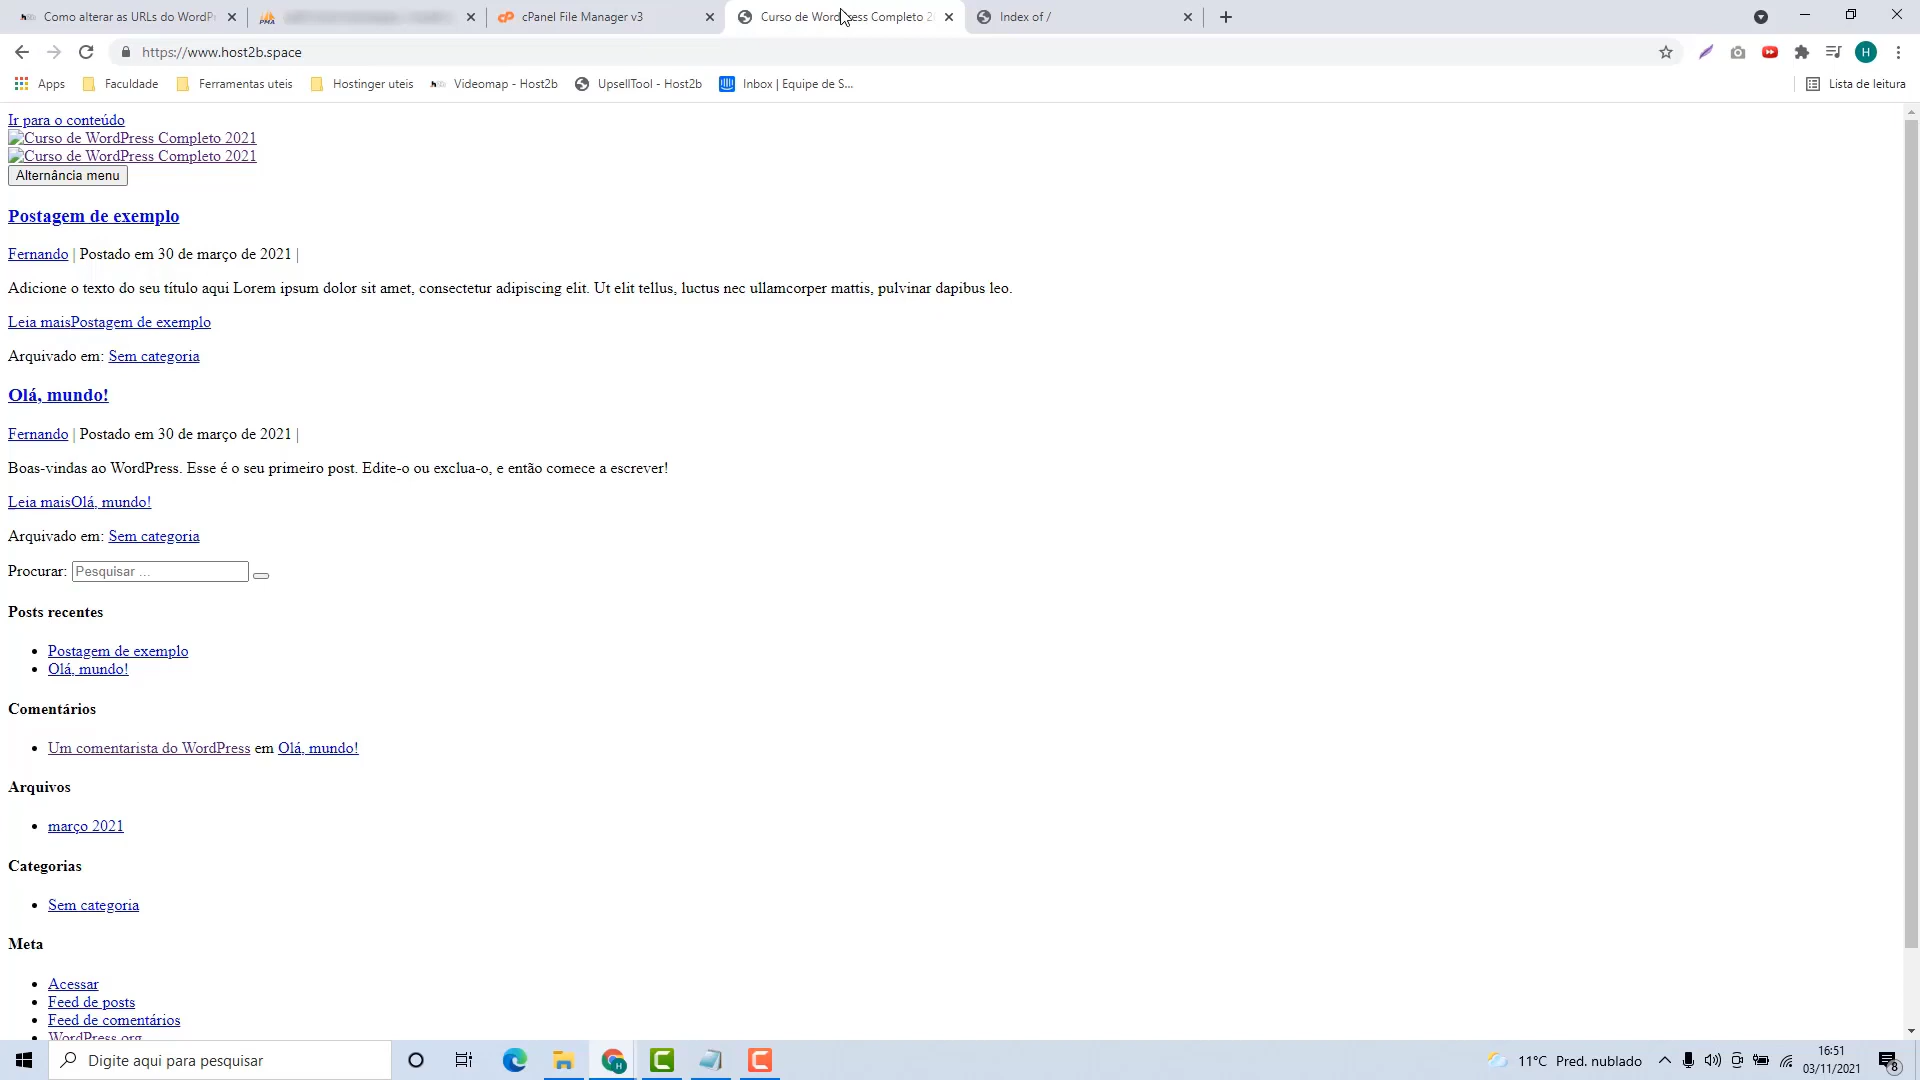 Como alterar as URLs do WordP
PMA
cPanel File Manager v3
Curso de WordPress Completo 2
Index of /
https://www.host2b.space
H
Apps
Faculdade
Ferramentas uteis
Hostinger uteis
Videomap - Host2b
UpsellTool - Host2b
Inbox | Equipe de S...
Lista de leitura
Ir para o conteúdo
Curso de WordPress Completo 2021
Curso de WordPress Completo 2021
Alternância menu
Postagem de exemplo
Fernando | Postado em 30 de março de 2021 |
Adicione o texto do seu título aqui Lorem ipsum dolor sit amet, consectetur adipiscing elit. Ut elit tellus, luctus nec ullamcorper mattis, pulvinar dapibus leo.
Leia maisPostagem de exemplo
Arquivado em: Sem categoria
Olá, mundo!
Fernando | Postado em 30 de março de 2021 |
Boas-vindas ao WordPress. Esse é o seu primeiro post. Edite-o ou exclua-o, e então comece a escrever!
Leia maisOlá, mundo!
Arquivado em: Sem categoria
Procurar: Pesquisar ...
Posts recentes
Postagem de exemplo
Olá, mundo!
Comentários
Um comentarista do WordPress em Olá, mundo!
Arquivos
março 2021
Categorias
Sem categoria
Meta
Acessar
Feed de posts
Feed de comentários
WordPress.org
Digite aqui para pesquisar
11°C Pred. nublado
16:51
03/11/2021
8